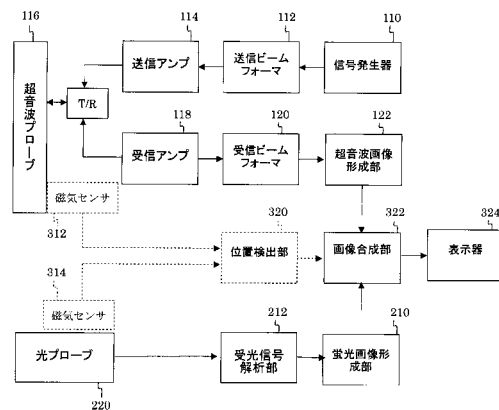 116
114
112
110
超音波プローブ
T/R
送信アンプ
送信ビーム
フォーマ
信号発生器
118
120
122
受信アンプ
受信ビーム
フォーマ
超音波画像
形成部
磁気センサ
312
320
322
324
位置検出部
画像合成部
表示器
314
磁気センサ
212
210
光プローブ
受光信号
解析部
蛍光画像形
成部
220